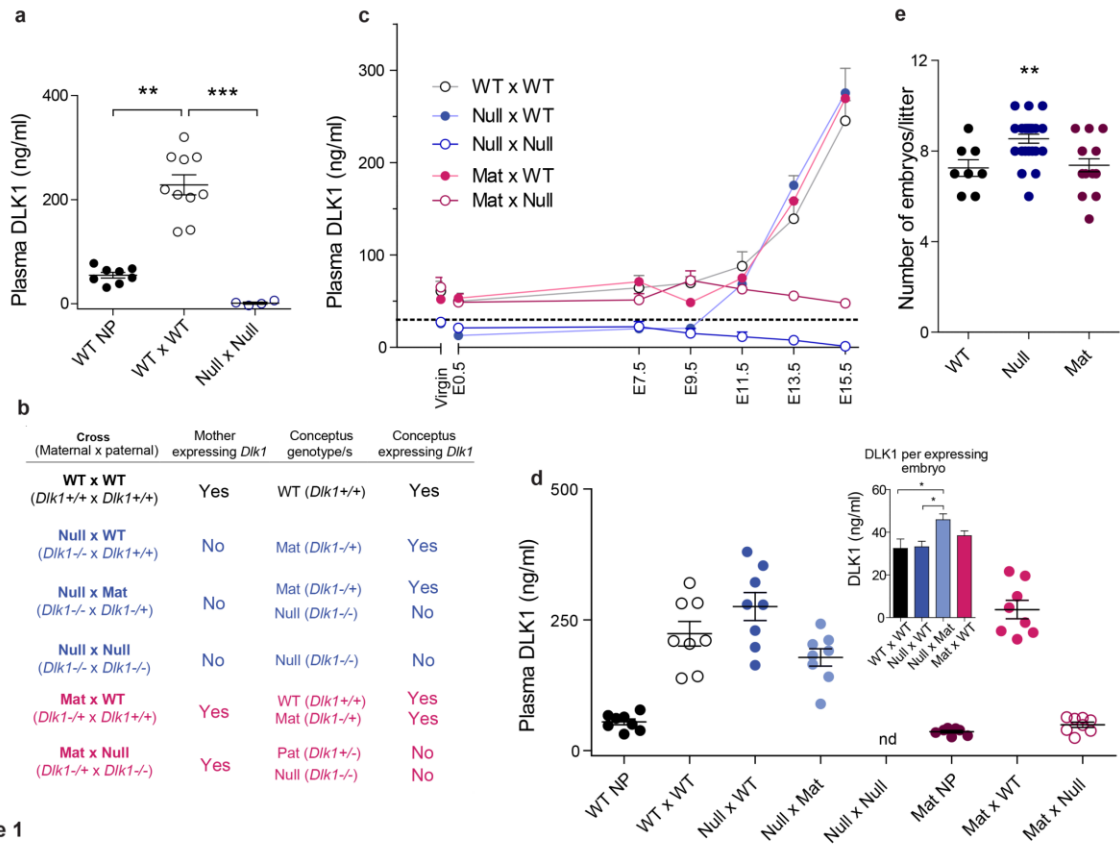 a
Plasma DLK1 (ng/ml)
400
200
0
**
***
WT NP
WT x WT
Null x Null
b
Cross
(Maternal x paternal)
Mother
expressing Dlk1
Conceptus
genotype/s
Conceptus
expressing Dlk1
WT x WT
(Dlk1+/+ x Dlk1+/+)
Yes
WT (Dlk1+/+)
Yes
Null x WT
(Dlk1-/- x Dlk1+/+)
No
Mat (Dlk1-/+)
Yes
Null x Mat
(Dlk1-/- x Dlk1-/+)
No
Mat (Dlk1-/+)
Yes
Null (Dlk1-/-)
No
Null x Null
(Dlk1-/- x Dlk1-/-)
No
Null (Dlk1-/-)
No
Mat x WT
(Dlk1-/+ x Dlk1+/+)
Yes
WT (Dlk1+/+)
Yes
Mat (Dlk1-/+)
Yes
Mat x Null
(Dlk1-/+ x Dlk1-/-)
Yes
Pat (Dlk1+/-)
No
Null (Dlk1-/-)
No
c
Plasma DLK1 (ng/ml)
300
200
100
0
WT x WT
Null x WT
Null x Null
Mat x WT
Mat x Null
Virgin
E0.5
E7.5
E9.5
E11.5
E13.5
E15.5
d
Plasma DLK1 (ng/ml)
500
250
0
nd
WT NP
WT x WT
Null x WT
Null x Mat
Null x Null
Mat NP
Mat x WT
Mat x Null
DLK1 per expressing
embryo
DLK1 (ng/ml)
60
40
20
0
*
*
WT x WT
Null x WT
Null x Mat
Mat x WT
e
Number of embryos/litter
12
8
4
0
**
WT
Null
Mat
e 1